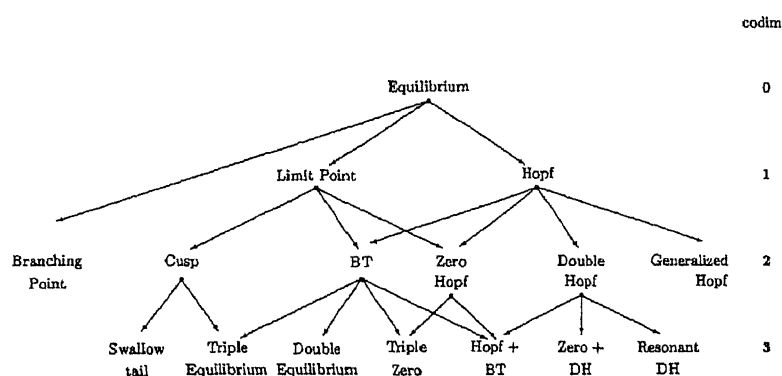 codim
Equilibrium 0
Limit Point Hopf 1
Branching Cusp BT Zero Double Generalized 2
Point Hopf Hopf Hopf
Swallow Triple Double Triple Hopf + Zero + Resonant 3
tail Equilibrium Equilibrium Zero BT DH DH